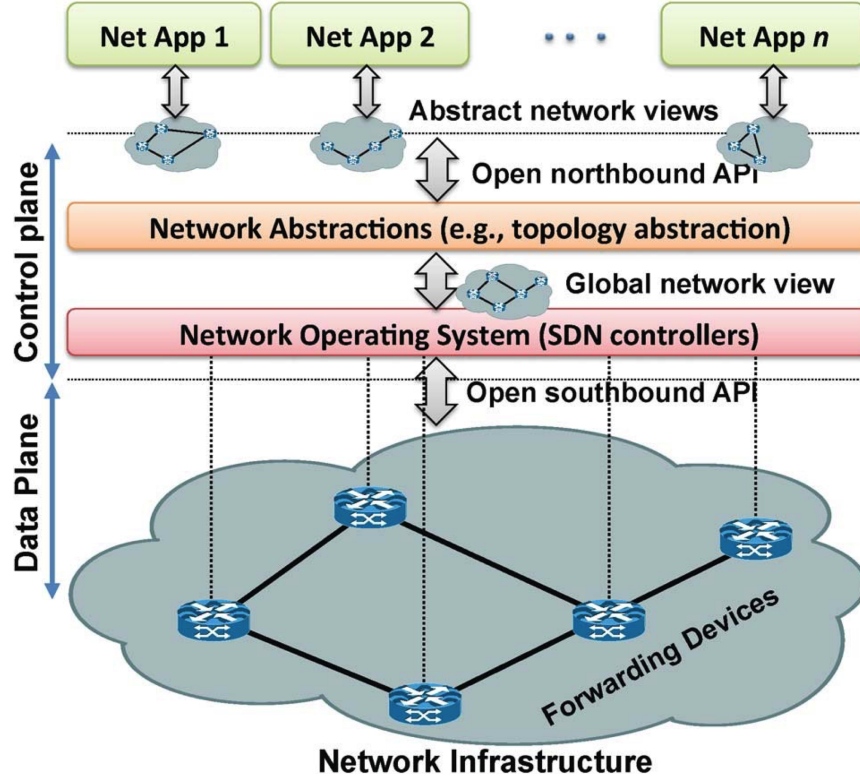 Net App 1
Net App 2
Net App n
Abstract network views
Open northbound API
Network Abstractions (e.g., topology abstraction)
Global network view
Network Operating System (SDN controllers)
Open southbound API
Control plane
Data Plane
Forwarding Devices
Network Infrastructure